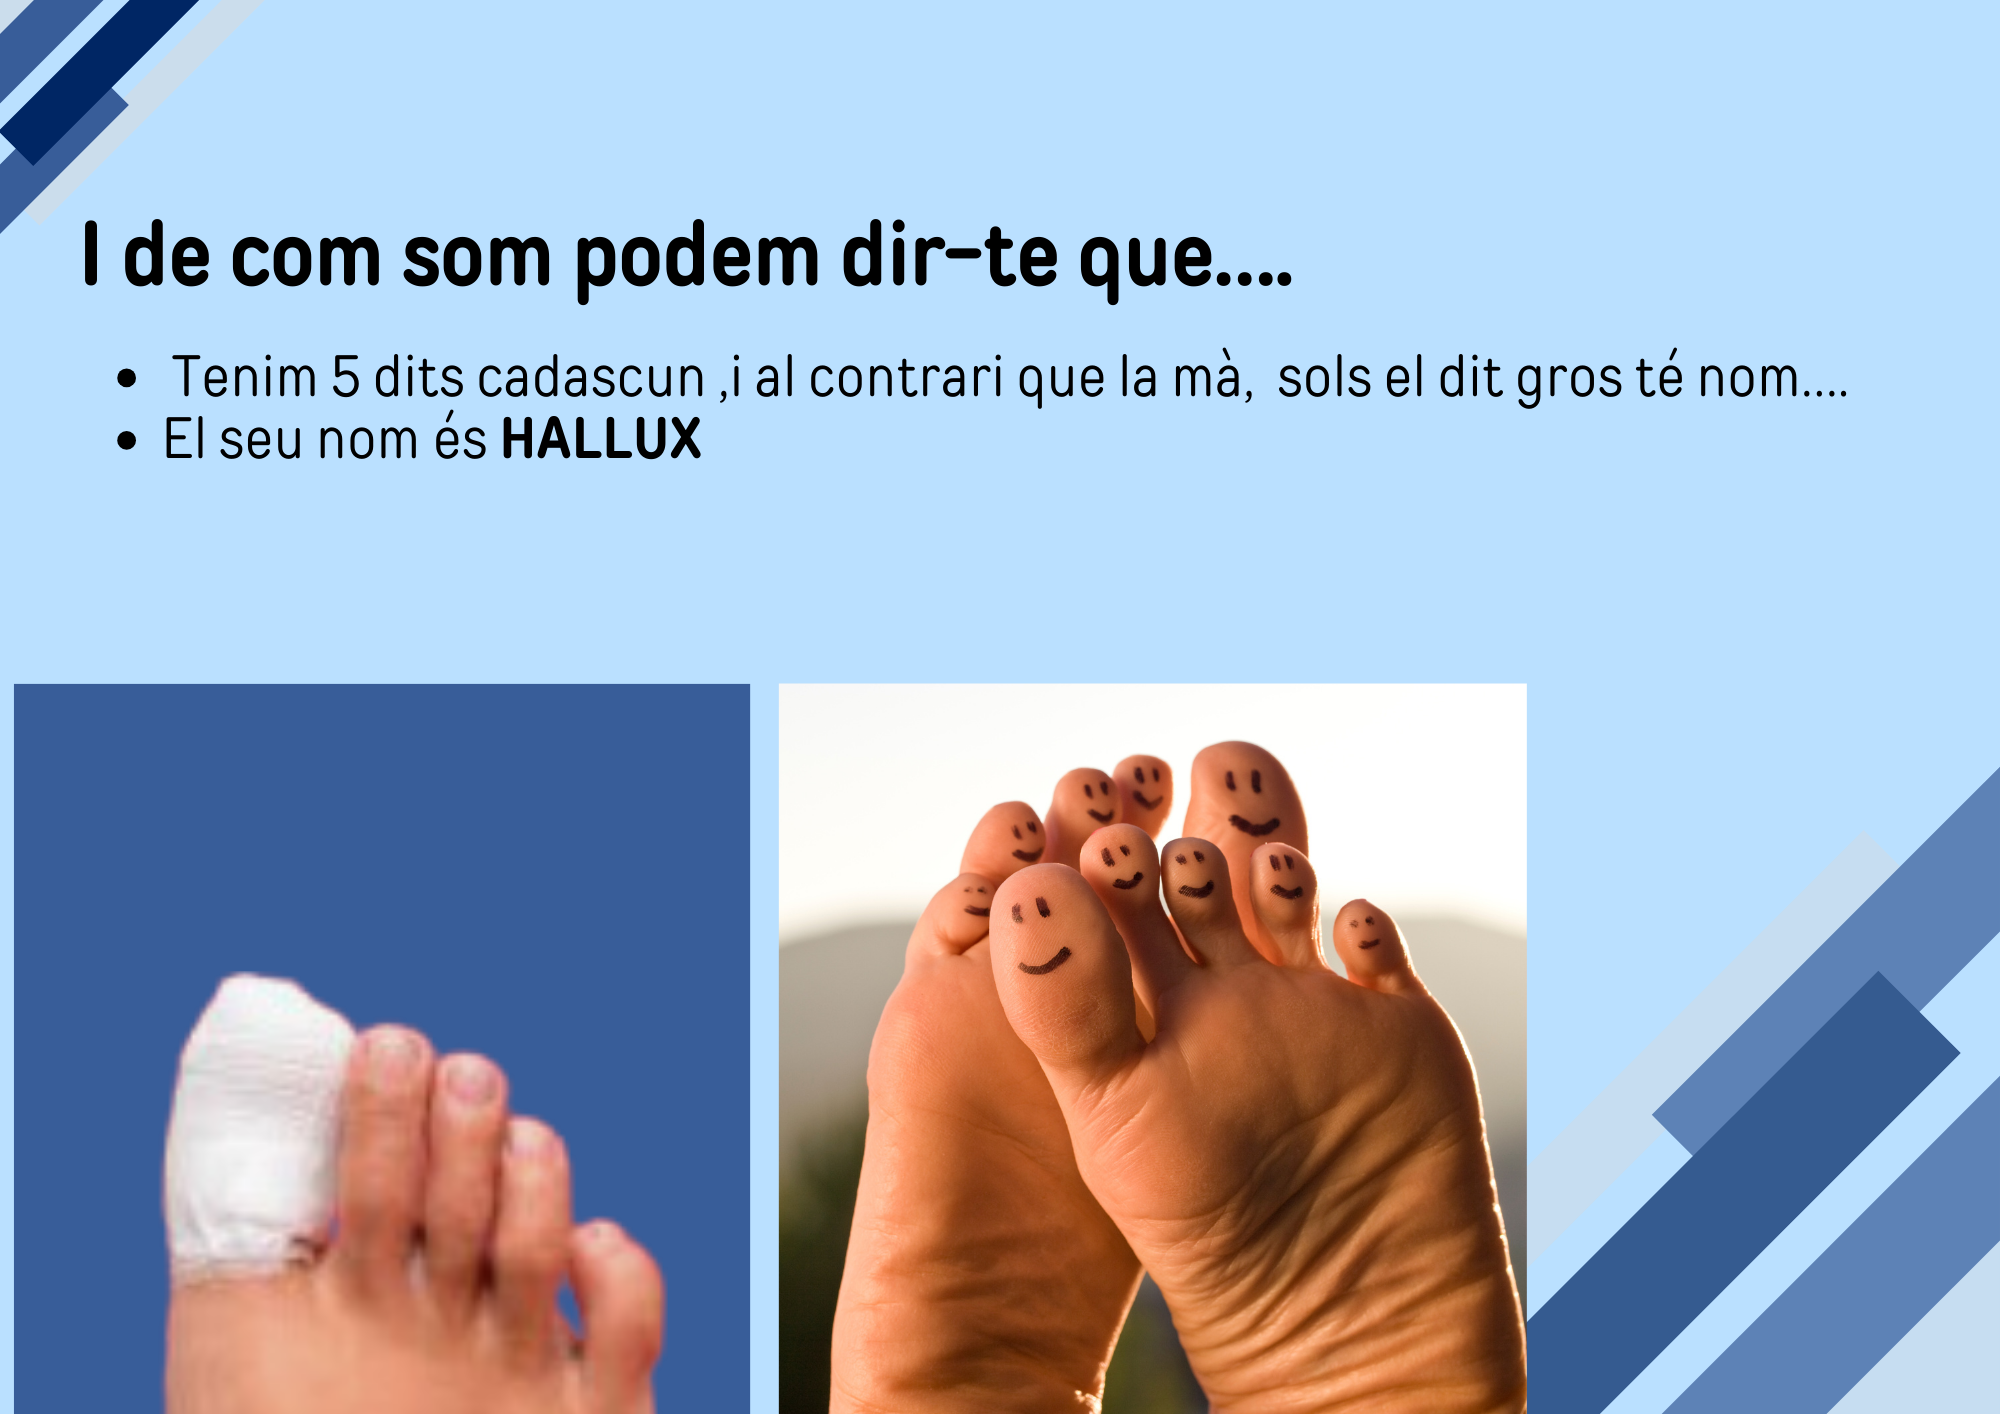 I de com som podem dir-te que....
• Tenim 5 dits cadascun ,i al contrari que la mà, sols el dit gros té nom....
• El seu nom és HALLUX